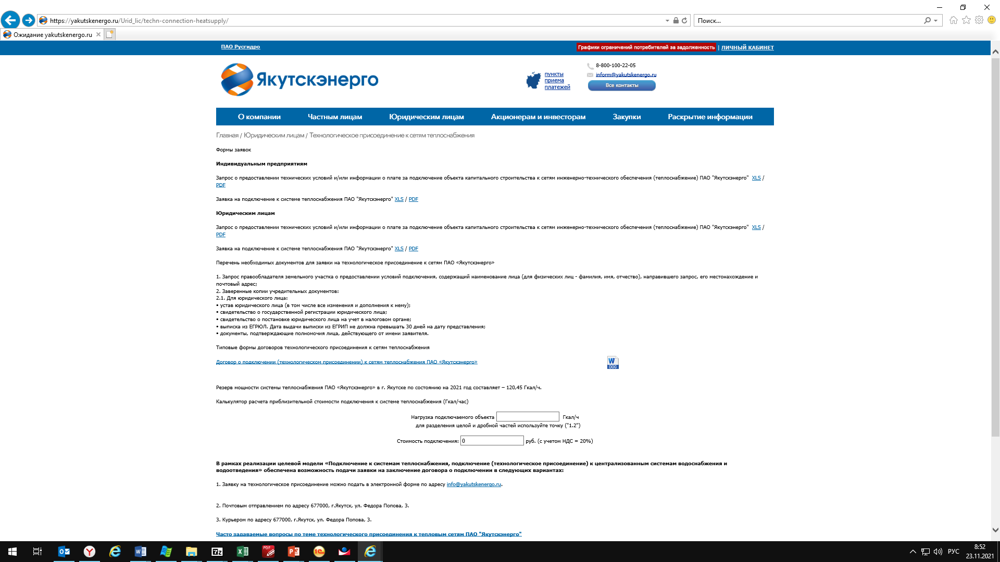 https://yakutskenergo.ru/Urid_lic/techn-connection-heatsupply/
Поиск...
Ожидание yakutskenergo.ru
ПАО Русгидро
Графики ограничений потребителей за задолженность | ЛИЧНЫЙ КАБИНЕТ
Якутскэнерго
пункты
приема
платежей
8-800-100-22-05
inform@yakutskenergo.ru
Все контакты
О компании Частным лицам Юридическим лицам Акционерам и инвесторам Закупки Раскрытие информации
Главная / Юридическим лицам / Технологическое присоединение к сетям теплоснабжения
Формы заявок
Индивидуальным предприятиям
Запрос о предоставлении технических условий и/или информации о плате за подключение объекта капитального строительства к сетям инженерно-технического обеспечения (теплоснабжение) ПАО "Якутскэнерго" XLS /
PDF
Заявка на подключение к системе теплоснабжения ПАО "Якутскэнерго" XLS / PDF
Юридическим лицам
Запрос о предоставлении технических условий и/или информации о плате за подключение объекта капитального строительства к сетям инженерно-технического обеспечения (теплоснабжение) ПАО "Якутскэнерго" XLS /
PDF
Заявка на подключение к системе теплоснабжения ПАО "Якутскэнерго" XLS / PDF
Перечень необходимых документов для заявки на технологическое присоединение к сетям ПАО «Якутскэнерго»
1. Запрос правообладателя земельного участка о предоставлении условий подключения, содержащий наименование лица (для физических лиц - фамилия, имя, отчество), направившего запрос, его местонахождение и
почтовый адрес;
2. Заверенные копии учредительных документов:
2.1. Для юридического лица:
• устав юридического лица (в том числе все изменения и дополнения к нему);
• свидетельство о государственной регистрации юридического лица;
• свидетельство о постановке юридического лица на учет в налоговом органе;
• выписка из ЕГРЮЛ. Дата выдачи выписки из ЕГРИП не должна превышать 30 дней на дату представления;
• документы, подтверждающие полномочия лица, действующего от имени заявителя.
Типовые формы договоров технологического присоединения к сетям теплоснабжения
Договор о подключении (технологическом присоединении) к сетям теплоснабжения ПАО «Якутскэнерго»
W
DOC
Резерв мощности системы теплоснабжения ПАО «Якутскэнерго» в г. Якутске по состоянию на 2021 год составляет – 120,45 Гкал/ч.
Калькулятор расчета приблизительной стоимости подключения к системе теплоснабжения (Гкал/час)
Нагрузка подключаемого объекта Гкал/ч
для разделения целой и дробной частей используйте точку ("1.2")
Стоимость подключения: 0 руб. (с учетом НДС = 20%)
В рамках реализации целевой модели «Подключение к системам теплоснабжения, подключение (технологическое присоединение) к централизованным системам водоснабжения и
водоотведения» обеспечена возможность подачи заявки на заключение договора о подключении в следующих вариантах:
1. Заявку на технологическое присоединение можно подать в электронной форме по адресу info@yakutskenergo.ru.
2. Почтовым отправлением по адресу 677000, г.Якутск, ул. Федора Попова, 3.
3. Курьером по адресу 677000, г.Якутск, ул. Федора Попова, 3.
Часто задаваемые вопросы по теме технологического присоединения к тепловым сетям ПАО "Якутскэнерго"
РУС
8:52
23.11.2021